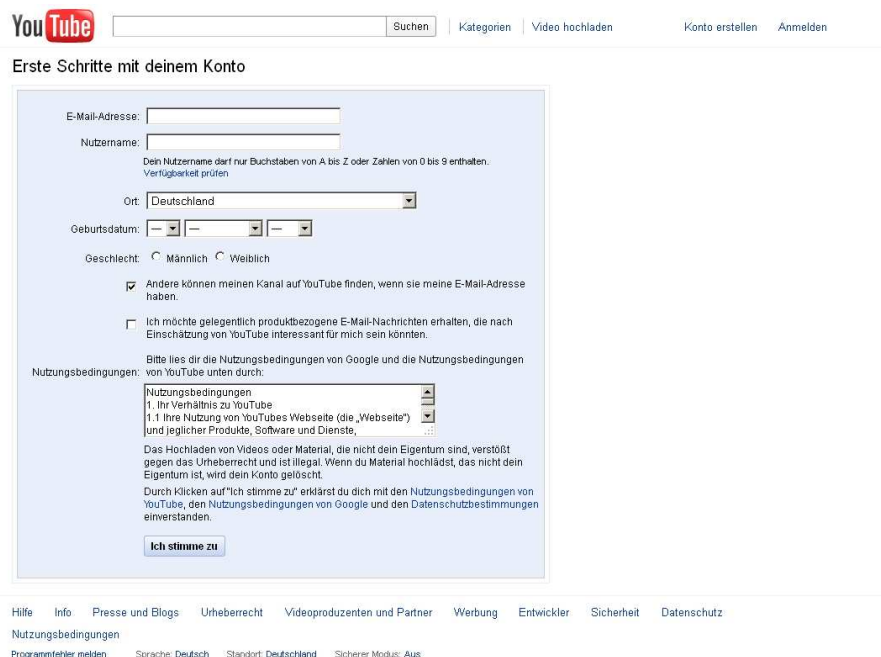 YouTube Suchen Kategorien Video hochladen Konto erstellen Anmelden
Erste Schritte mit deinem Konto
E-Mail-Adresse:
Nutzername:
Dein Nutzername darf nur Buchstaben von A bis Z oder Zahlen von 0 bis 9 enthalten.
Verfügbarkeit prüfen
Ort: Deutschland
Geburtsdatum: — — —
Geschlecht: Männlich Weiblich
Andere können meinen Kanal auf YouTube finden, wenn sie meine E-Mail-Adresse
haben.
Ich möchte gelegentlich produktbezogene E-Mail-Nachrichten erhalten, die nach
Einschätzung von YouTube interessant für mich sein könnten.
Bitte lies dir die Nutzungsbedingungen von Google und die Nutzungsbedingungen
Nutzungsbedingungen: von YouTube unten durch:
Nutzungsbedingungen
1. Ihr Verhältnis zu YouTube
1.1 Ihre Nutzung von YouTubes Webseite (die „Webseite")
und jeglicher Produkte, Software und Dienste,
Das Hochladen von Videos oder Material, die nicht dein Eigentum sind, verstößt
gegen das Urheberrecht und ist illegal. Wenn du Material hochlädst, das nicht dein
Eigentum ist, wird dein Konto gelöscht.
Durch Klicken auf "Ich stimme zu" erklärst du dich mit den Nutzungsbedingungen von
YouTube, den Nutzungsbedingungen von Google und den Datenschutzbestimmungen
einverstanden.
Ich stimme zu
Hilfe Info Presse und Blogs Urheberrecht Videoproduzenten und Partner Werbung Entwickler Sicherheit Datenschutz
Nutzungsbedingungen
Programmfehler melden Sprache: Deutsch Standort: Deutschland Sicherer Modus: Aus